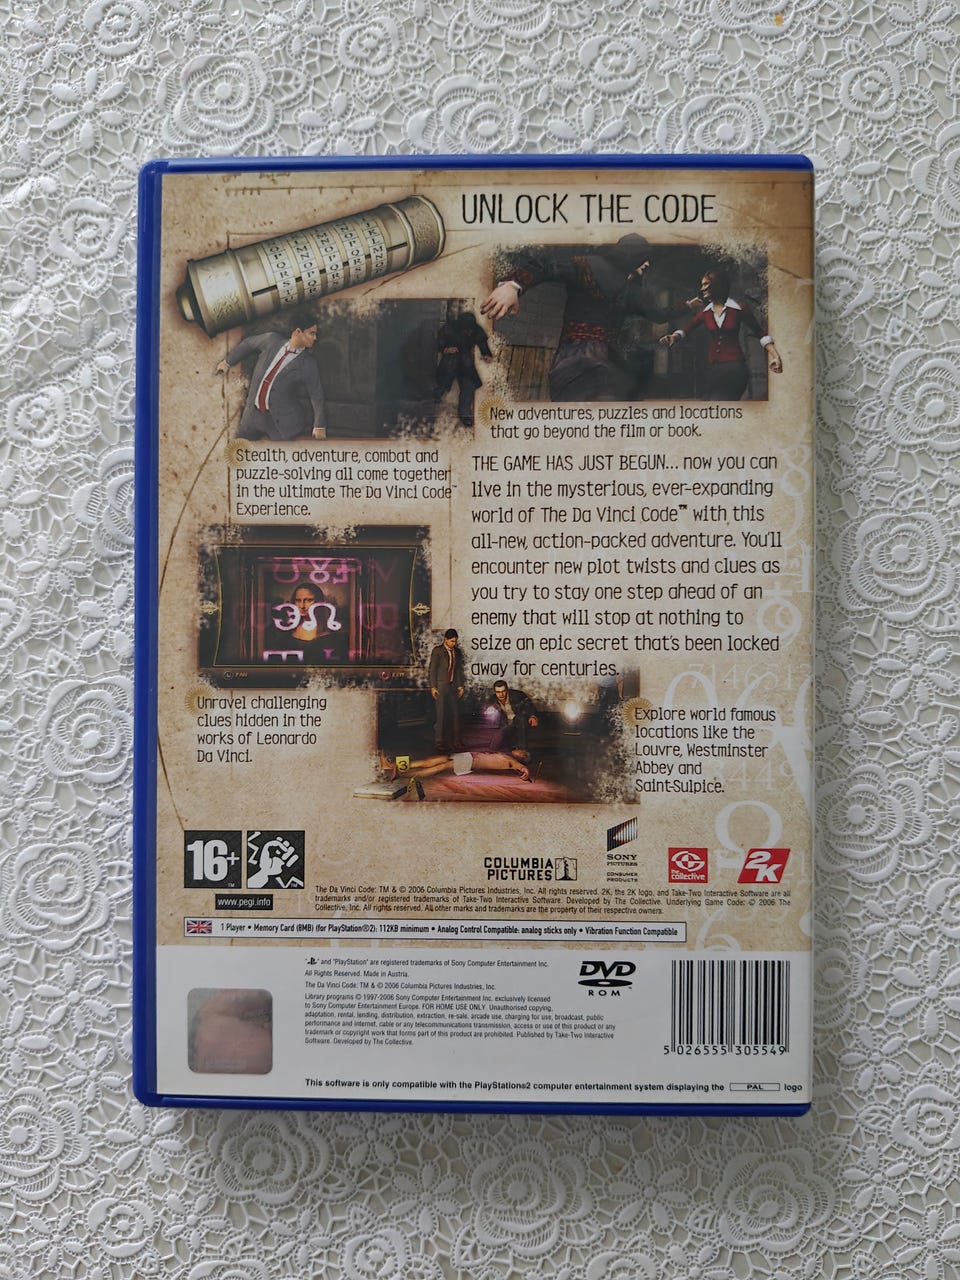 UNLOCK THE CODE
New adventures, puzzles and locations
that go beyond the film or book.
Stealth, adventure, combat and
puzzle-solving all come together
in the ultimate The Da Vinci Code™
Experience.
THE GAME HAS JUST BEGUN... now you can
live in the mysterious, ever-expanding
world of The Da Vinci Code™ with this
all-new, action-packed adventure. You'll
encounter new plot twists and clues as
you try to stay one step ahead of an
enemy that will stop at nothing to
seize an epic secret that's been locked
away for centuries.
Unravel challenging
clues hidden in the
works of Leonardo
Da Vinci.
3
Explore world famous
locations like the
Louvre, Westminster
Abbey and
Saint-Sulpice.
16+
www.pegi.info
COLUMBIA
PICTURES
SONY
PICTURES
CONSUMER
PRODUCTS
the
collective
2K
The Da Vinci Code: TM & © 2006 Columbia Pictures Industries, Inc. All rights reserved. 2K, the 2K logo, and Take-Two Interactive Software are all
trademarks and/or registered trademarks of Take-Two Interactive Software. Developed by The Collective. Underlying Game Code: © 2006 The
Collective, Inc. All rights reserved. All other marks and trademarks are the property of their respective owners.
1 Player • Memory Card (8MB) (for PlayStation®2): 112KB minimum • Analog Control Compatible: analog sticks only • Vibration Function Compatible
" " and "PlayStation" are registered trademarks of Sony Computer Entertainment Inc.
All Rights Reserved. Made in Austria.
The Da Vinci Code: TM & © 2006 Columbia Pictures Industries, Inc.
Library programs © 1997-2006 Sony Computer Entertainment Inc. exclusively licensed
to Sony Computer Entertainment Europe. FOR HOME USE ONLY. Unauthorised copying,
adaptation, rental, lending, distribution, extraction, re-sale, arcade use, charging for use, broadcast, public
performance and internet, cable or any telecommunications transmission, access or use of this product or any
trademark or copyright work that forms part of this product are prohibited. Published by Take-Two Interactive
Software. Developed by The Collective.
DVD
ROM
5 026555 305549
This software is only compatible with the PlayStation®2 computer entertainment system displaying the PAL logo